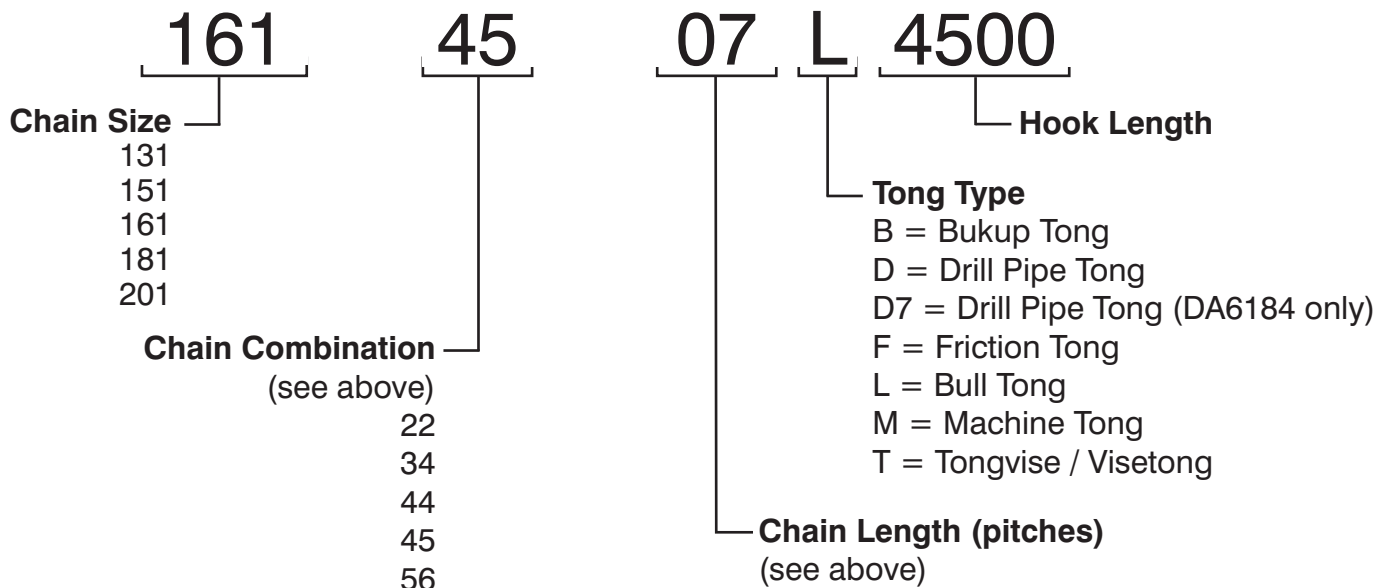 161 45 07 L 4500
Chain Size
131
151
161
181
201
Chain Combination
(see above)
22
34
44
45
56
Chain Length (pitches)
(see above)
Tong Type
B = Bukup Tong
D = Drill Pipe Tong
D7 = Drill Pipe Tong (DA6184 only)
F = Friction Tong
L = Bull Tong
M = Machine Tong
T = Tongvise / Visetong
Hook Length